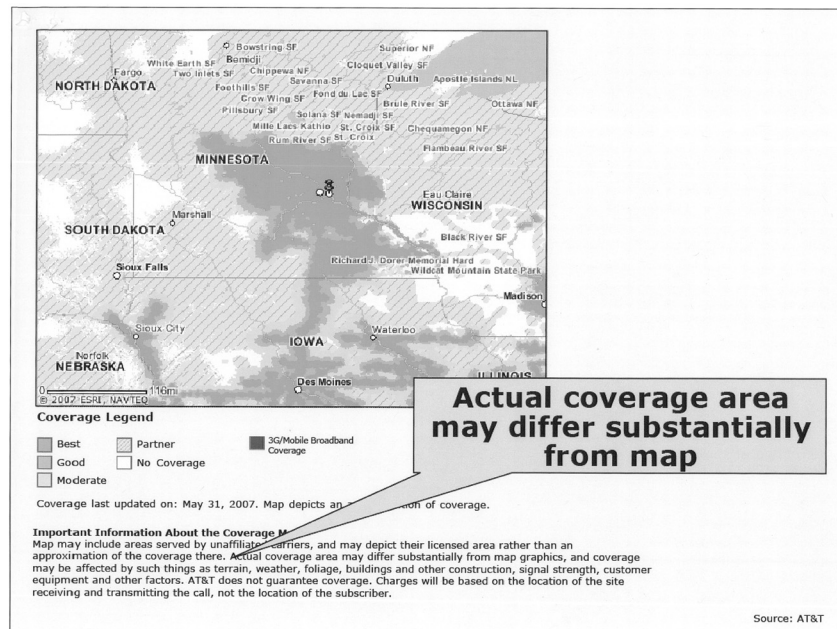 Bowstring SF
Superior NF
White Earth SF
Bemidji
Cloquet Valley SF
Fargo
Two Inlets SF
Chippewa NF
Duluth
NORTH DAKOTA
Savanna SF
Apostle Islands NL
Foothills SF
Fond du Lac SF
Crow Wing SF
Brule River SF
Ottawa NF
Pillsbury SF
Solana SF
Nemadji SF
Mille Lacs Kathio
St. Croix SF
Chequamegon NF
Rum River SF
St. Croix
Flambeau River SF
MINNESOTA
Eau Claire
WISCONSIN
Marshall
SOUTH DAKOTA
Black River SF
Richard J. Dorer Memorial Hard
Sioux Falls
Wildcat Mountain State Park
Madison
Sioux City
Waterloo
IOWA
Norfolk
NEBRASKA
ILLINOIS
Des Moines
0 116mi
© 2007 ESRI, NAVTEQ
Actual coverage area
may differ substantially
from map
Coverage Legend
Best
Partner
3G/Mobile Broadband
Coverage
Good
No Coverage
Moderate
Coverage last updated on: May 31, 2007. Map depicts an a of coverage.
Important Information About the Coverage M
Map may include areas served by unaffiliated carriers, and may depict their licensed area rather than an
approximation of the coverage there. Actual coverage area may differ substantially from map graphics, and coverage
may be affected by such things as terrain, weather, foliage, buildings and other construction, signal strength, customer
equipment and other factors. AT&T does not guarantee coverage. Charges will be based on the location of the site
receiving and transmitting the call, not the location of the subscriber.
Source: AT&T